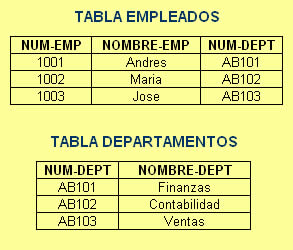 TABLA EMPLEADOS
NUM-EMP NOMBRE-EMP NUM-DEPT
1001 Andres AB101
1002 Maria AB102
1003 Jose AB103
TABLA DEPARTAMENTOS
NUM-DEPT NOMBRE-DEPT
AB101 Finanzas
AB102 Contabilidad
AB103 Ventas